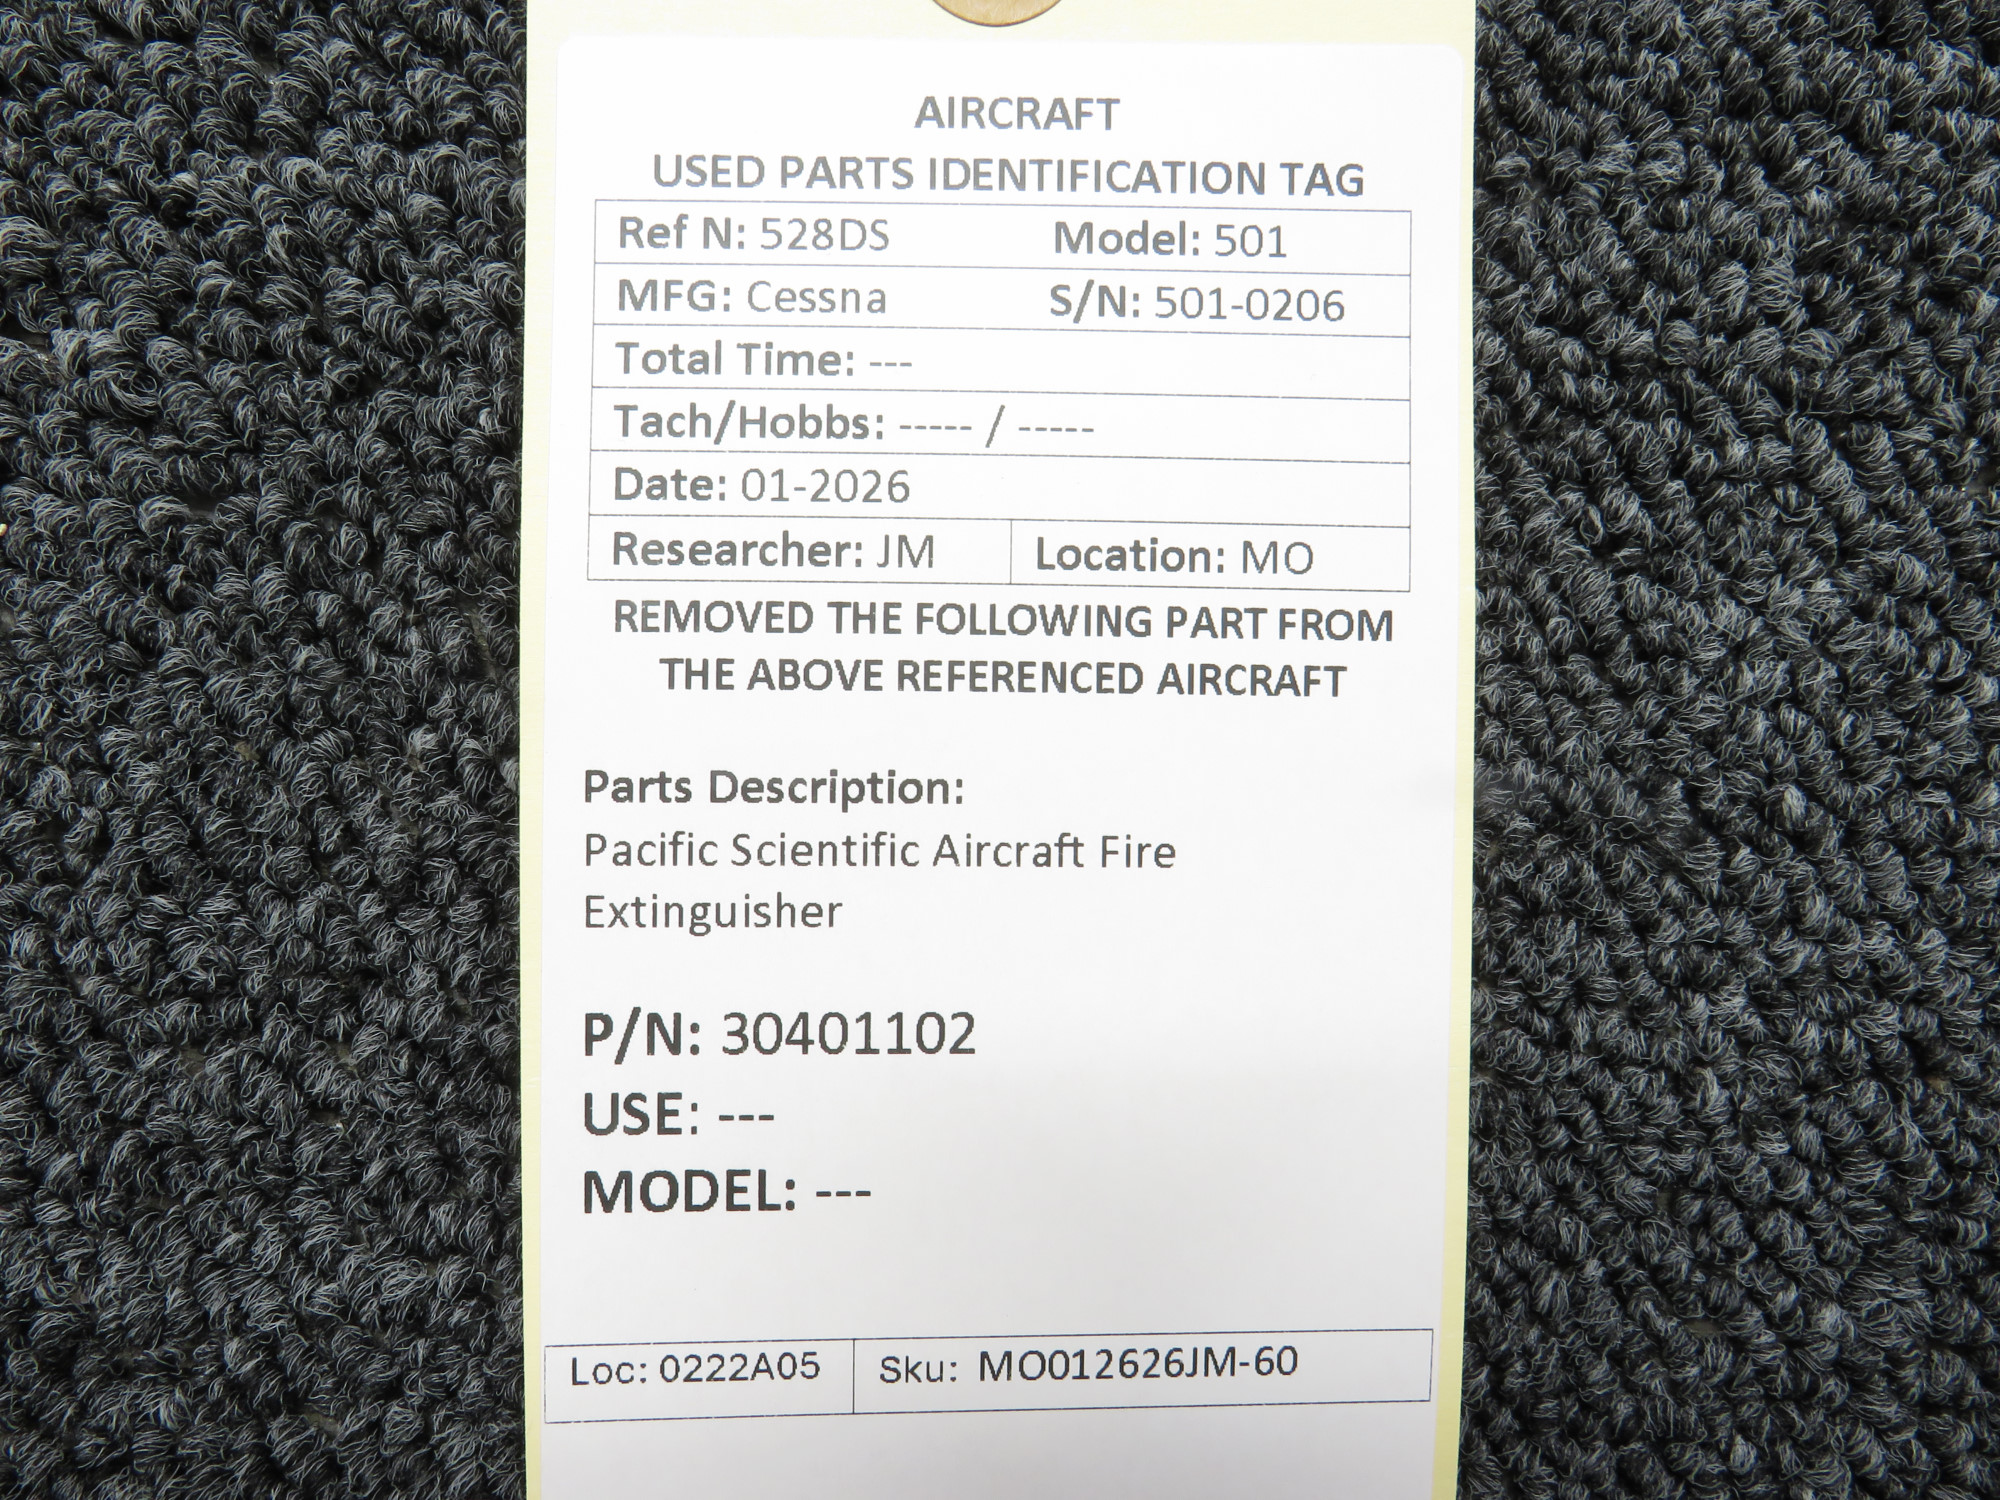 AIRCRAFT
USED PARTS IDENTIFICATION TAG
Ref N: 528DS Model: 501
MFG: Cessna S/N: 501-0206
Total Time: ---
Tach/Hobbs: ----- / -----
Date: 01-2026
Researcher: JM Location: MO
REMOVED THE FOLLOWING PART FROM
THE ABOVE REFERENCED AIRCRAFT
Parts Description:
Pacific Scientific Aircraft Fire
Extinguisher
P/N: 30401102
USE: ---
MODEL: ---
Loc: 0222A05 Sku: MO012626JM-60